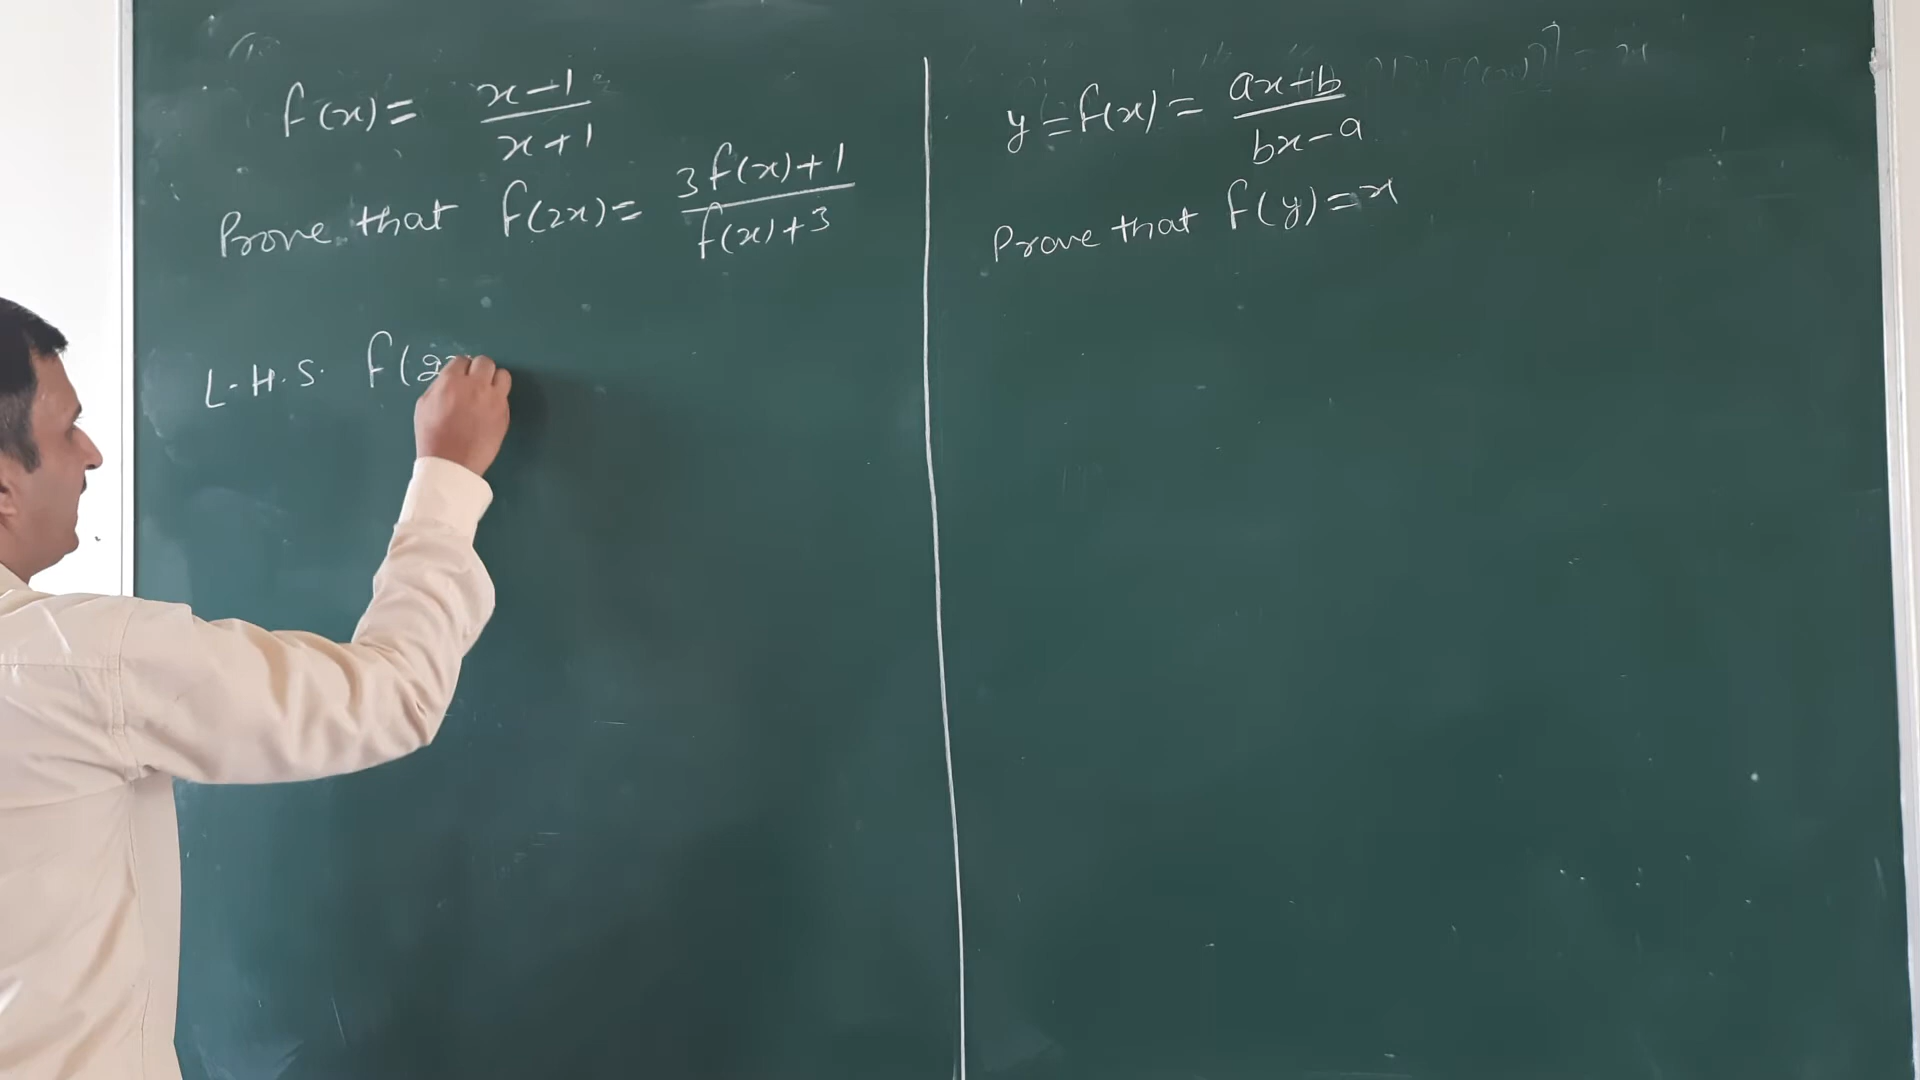 f(x) = x-1 / x+1
Prove that f(2x) = 3f(x)+1 / f(x)+3
L.H.S. f(2x
y = f(x) = ax+b / bx-a
Prove that f(y) = x